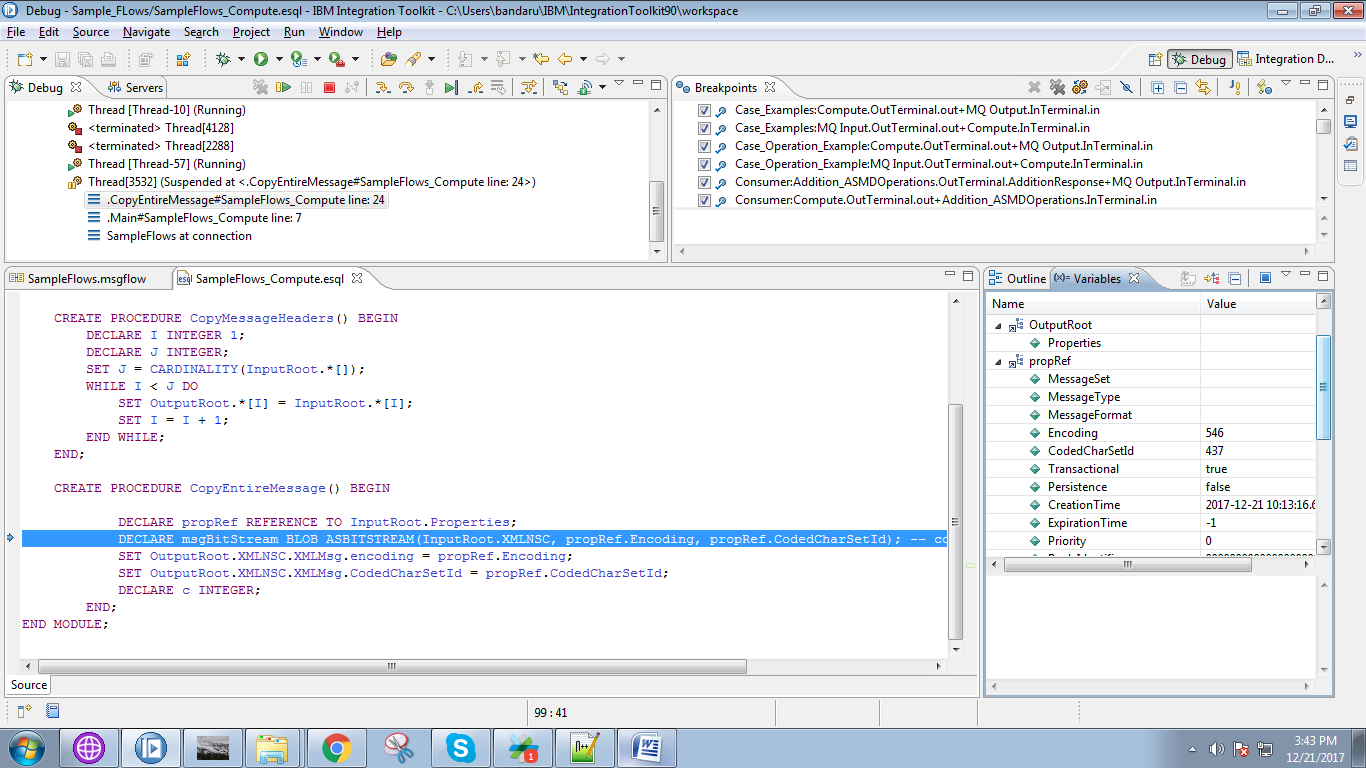 Debug - Sample_FLows/SampleFlows_Compute.esql - IBM Integration Toolkit - C:\Users\bandaru\IBM\IntegrationToolkit90\workspace
File Edit Source Navigate Search Project Run Window Help
Debug Integration D... »
Debug Servers
Thread [Thread-10] (Running)
<terminated> Thread[4128]
<terminated> Thread[2288]
Thread [Thread-57] (Running)
Thread[3532] (Suspended at <.CopyEntireMessage#SampleFlows_Compute line: 24>)
.CopyEntireMessage#SampleFlows_Compute line: 24
.Main#SampleFlows_Compute line: 7
SampleFlows at connection
Breakpoints
Case_Examples:Compute.OutTerminal.out+MQ Output.InTerminal.in
Case_Examples:MQ Input.OutTerminal.out+Compute.InTerminal.in
Case_Operation_Example:Compute.OutTerminal.out+MQ Output.InTerminal.in
Case_Operation_Example:MQ Input.OutTerminal.out+Compute.InTerminal.in
Consumer:Addition_ASMDOperations.OutTerminal.AdditionResponse+MQ Output.InTerminal.in
Consumer:Compute.OutTerminal.out+Addition_ASMDOperations.InTerminal.in
SampleFlows.msgflow esql SampleFlows_Compute.esql
CREATE PROCEDURE CopyMessageHeaders() BEGIN
DECLARE I INTEGER 1;
DECLARE J INTEGER;
SET J = CARDINALITY(InputRoot.*[]);
WHILE I < J DO
SET OutputRoot.*[I] = InputRoot.*[I];
SET I = I + 1;
END WHILE;
END;
CREATE PROCEDURE CopyEntireMessage() BEGIN
DECLARE propRef REFERENCE TO InputRoot.Properties;
DECLARE msgBitStream BLOB ASBITSTREAM(InputRoot.XMLNSC, propRef.Encoding, propRef.CodedCharSetId); -- co
SET OutputRoot.XMLNSC.XMLMsg.encoding = propRef.Encoding;
SET OutputRoot.XMLNSC.XMLMsg.CodedCharSetId = propRef.CodedCharSetId;
DECLARE c INTEGER;
END;
END MODULE;
Source
Outline (x)= Variables
Name Value
OutputRoot
Properties
propRef
MessageSet
MessageType
MessageFormat
Encoding 546
CodedCharSetId 437
Transactional true
Persistence false
CreationTime 2017-12-21 10:13:16.6
ExpirationTime -1
Priority 0
99 : 41
1
3:43 PM
12/21/2017